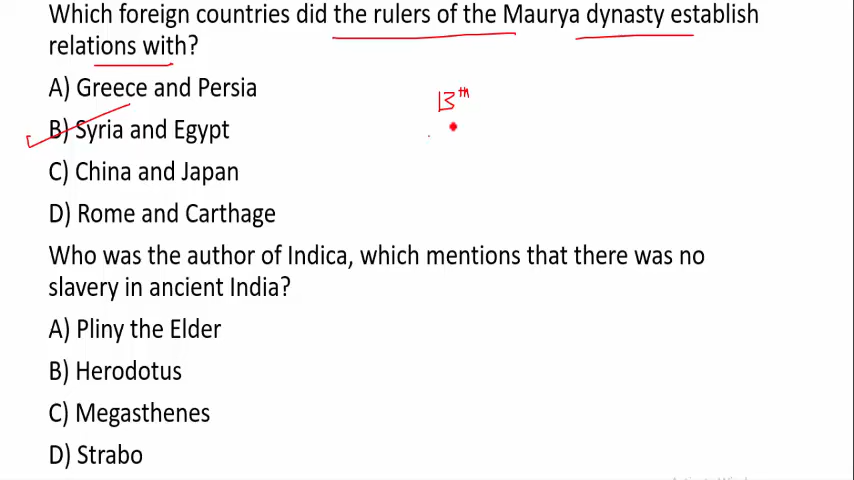 Which foreign countries did the rulers of the Maurya dynasty establish
relations with?
A) Greece and Persia
13th
B) Syria and Egypt
C) China and Japan
D) Rome and Carthage
Who was the author of Indica, which mentions that there was no
slavery in ancient India?
A) Pliny the Elder
B) Herodotus
C) Megasthenes
D) Strabo